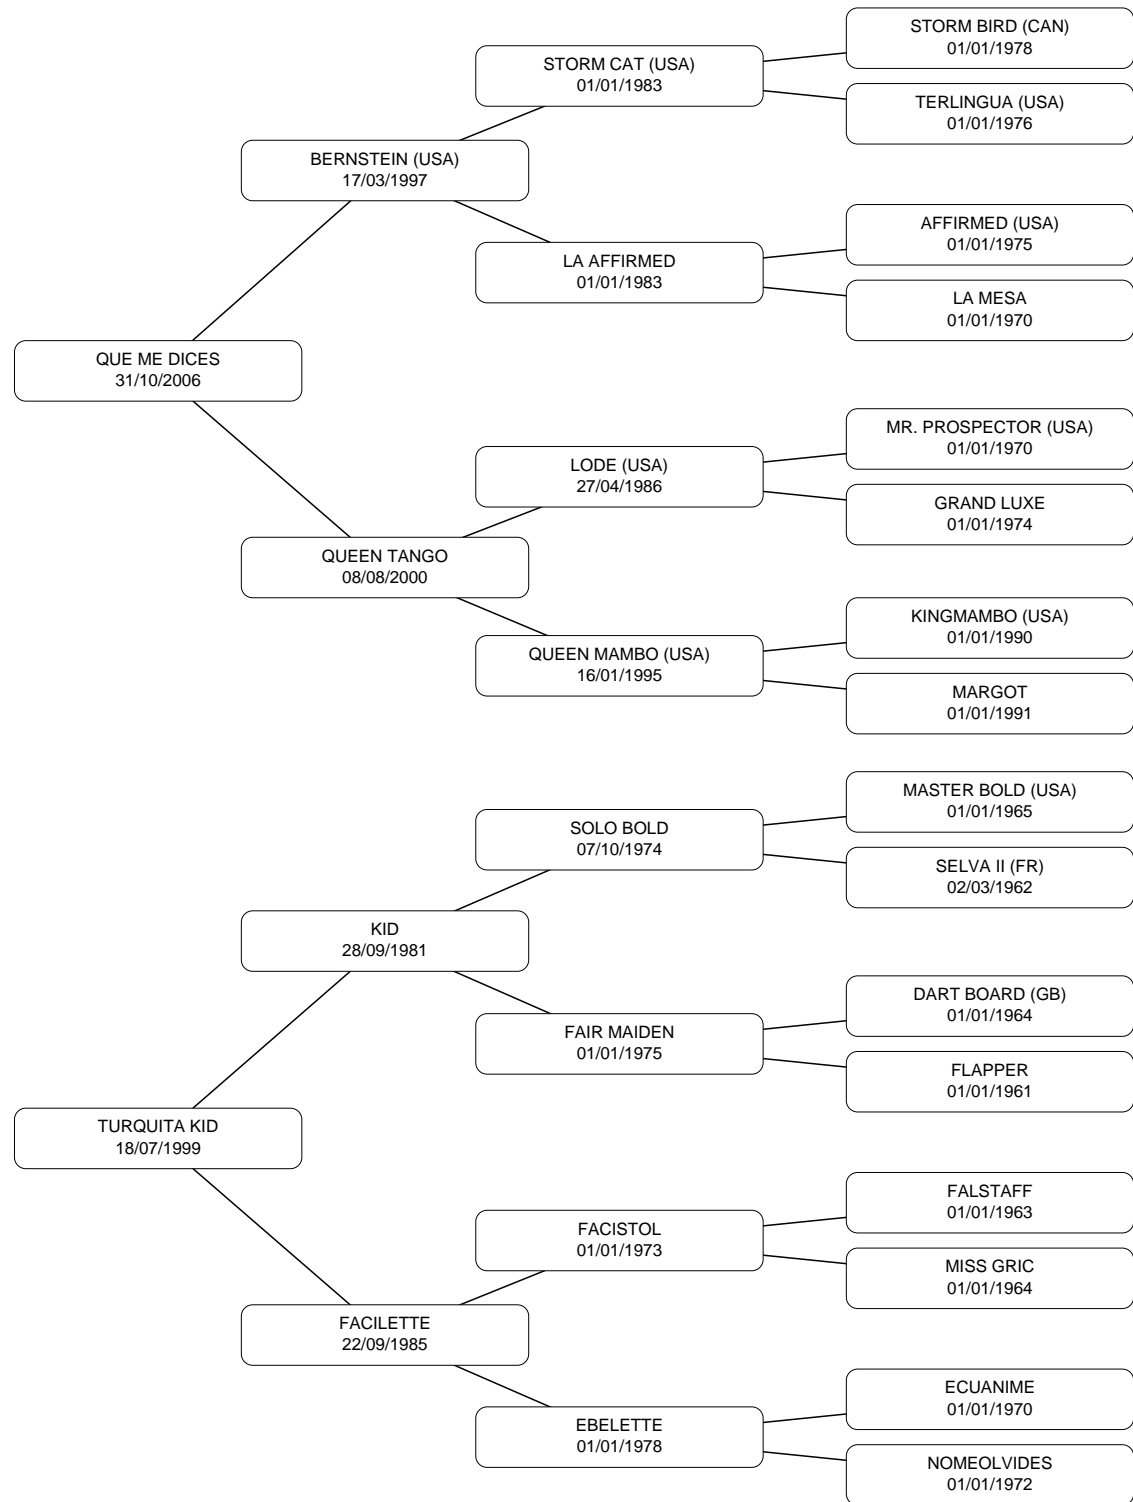 STORM BIRD (CAN)
01/01/1978
STORM CAT (USA)
01/01/1983
TERLINGUA (USA)
01/01/1976
BERNSTEIN (USA)
17/03/1997
AFFIRMED (USA)
01/01/1975
LA AFFIRMED
01/01/1983
LA MESA
01/01/1970
QUE ME DICES
31/10/2006
MR. PROSPECTOR (USA)
01/01/1970
LODE (USA)
27/04/1986
GRAND LUXE
01/01/1974
QUEEN TANGO
08/08/2000
KINGMAMBO (USA)
01/01/1990
QUEEN MAMBO (USA)
16/01/1995
MARGOT
01/01/1991
MASTER BOLD (USA)
01/01/1965
SOLO BOLD
07/10/1974
SELVA II (FR)
02/03/1962
KID
28/09/1981
DART BOARD (GB)
01/01/1964
FAIR MAIDEN
01/01/1975
FLAPPER
01/01/1961
TURQUITA KID
18/07/1999
FALSTAFF
01/01/1963
FACISTOL
01/01/1973
MISS GRIC
01/01/1964
FACILETTE
22/09/1985
ECUANIME
01/01/1970
EBELETTE
01/01/1978
NOMEOLVIDES
01/01/1972